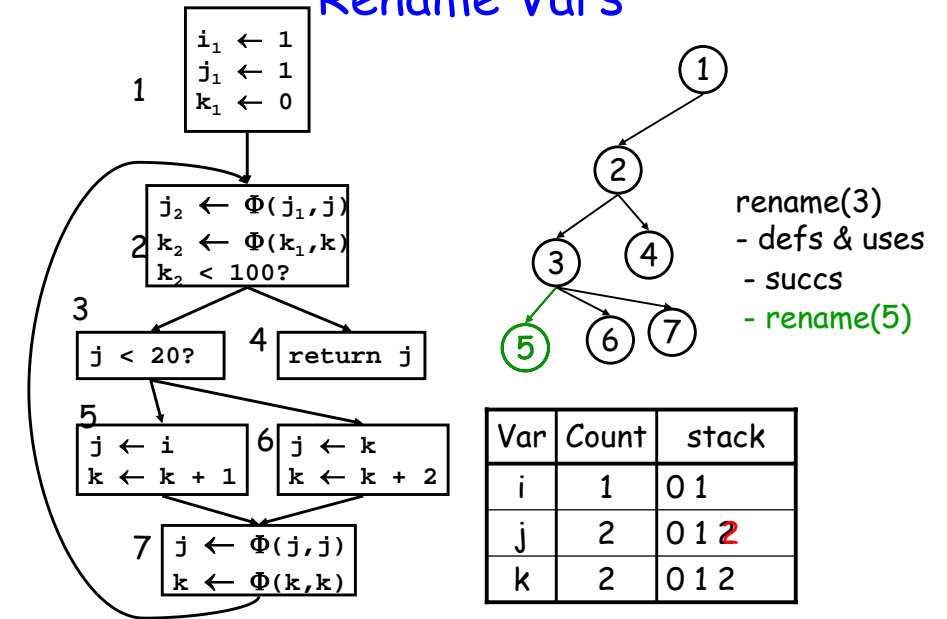 Rename Vars
1
i₁ ← 1
j₁ ← 1
k₁ ← 0
2
j₂ ← Φ(j₁,j)
k₂ ← Φ(k₁,k)
k₂ < 100?
3
j < 20?
4
return j
5
j ← i
k ← k + 1
6
j ← k
k ← k + 2
7
j ← Φ(j,j)
k ← Φ(k,k)
1
2
3
4
5
6
7
rename(3)
- defs & uses
- succs
- rename(5)
Var Count stack
i 1 0 1
j 2 0 1 2
k 2 0 1 2